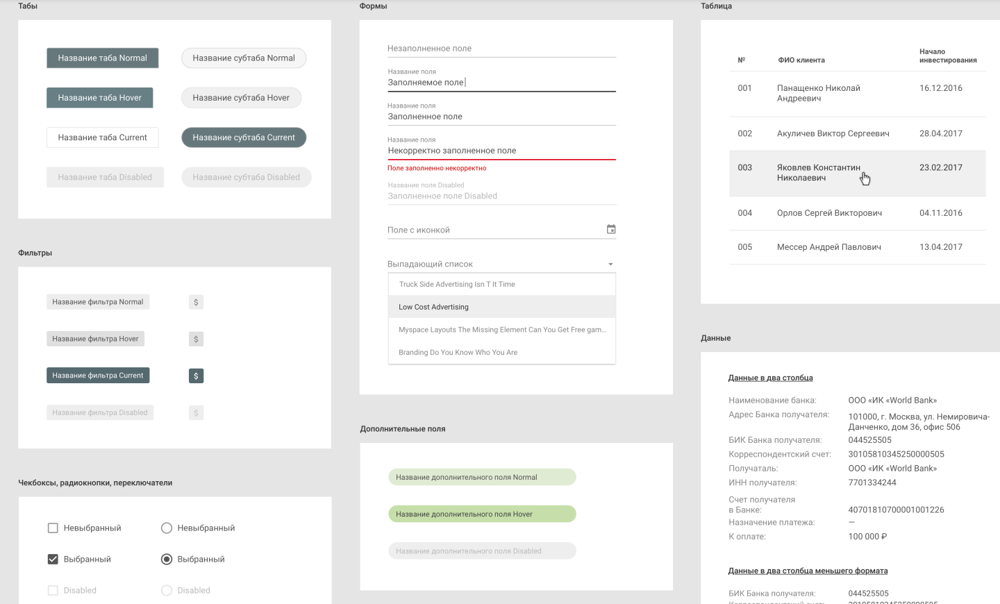 Табы
Название таба Normal
Название субтаба Normal
Название таба Hover
Название субтаба Hover
Название таба Current
Название субтаба Current
Название таба Disabled
Название субтаба Disabled
Фильтры
Название фильтра Normal
$
Название фильтра Hover
$
Название фильтра Current
$
Название фильтра Disabled
$
Чекбоксы, радиокнопки, переключатели
Невыбранный
Невыбранный
Выбранный
Выбранный
Disabled
Disabled
Формы
Незаполненное поле
Название поля
Заполняемое поле
Название поля
Заполненное поле
Название поля
Некорректно заполненное поле
Поле заполненно некорректно
Название поля Disabled
Заполненное поле Disabled
Поле с иконкой
Выпадающий список
Truck Side Advertising Isn T It Time
Low Cost Advertising
Myspace Layouts The Missing Element Can You Get Free gam...
Branding Do You Know Who You Are
Дополнительные поля
Название дополнительного поля Normal
Название дополнительного поля Hover
Название дополнительного поля Disabled
Таблица
№ ФИО клиента Начало
инвестирования
001 Панащенко Николай 16.12.2016
Андреевич
002 Акуличев Виктор Сергеевич 28.04.2017
003 Яковлев Константин 23.02.2017
Николаевич
004 Орлов Сергей Викторович 04.11.2016
005 Мессер Андрей Павлович 13.04.2017
Данные
Данные в два столбца
Наименование банка: ООО «ИК «World Bank»
Адрес Банка получателя: 101000, г. Москва, ул. Немировича-
Данченко, дом 36, офис 506
БИК Банка получателя: 044525505
Корреспондентский счет: 30105810345250000505
Получаталь: ООО «ИК «World Bank»
ИНН получателя: 7701334244
Счет получателя
в Банке: 40701810700001001226
Назначение платежа: —
К оплате: 100 000 ₽
Данные в два столбца меньшего формата
БИК Банка получателя: 044525505